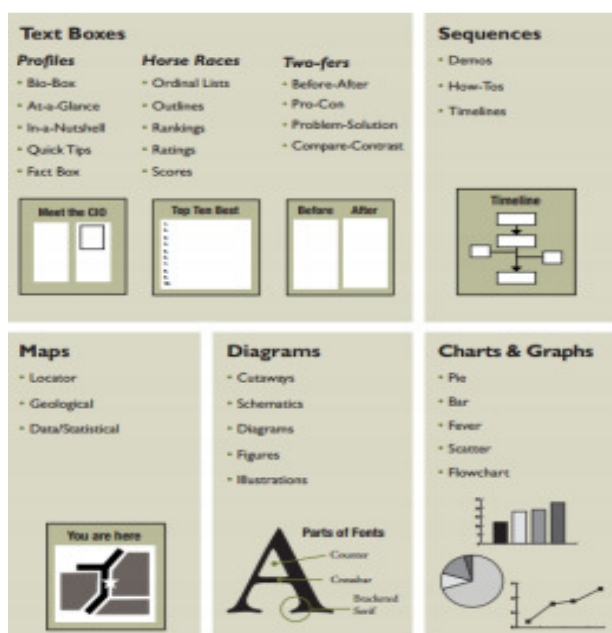 Text Boxes
Profiles
• Bio-Box
• At-a-Glance
• In-a-Nutshell
• Quick Tips
• Fact Box
Horse Races
• Ordinal Lists
• Outlines
• Rankings
• Ratings
• Scores
Two-fers
• Before-After
• Pro-Con
• Problem-Solution
• Compare-Contrast
Meet the CIO
Top Ten Best
Before After
Sequences
• Demos
• How-Tos
• Timelines
Timeline
Maps
• Locator
• Geological
• Data/Statistical
You are here
Diagrams
• Cutaways
• Schematics
• Diagrams
• Figures
• Illustrations
Parts of Fonts
A
Counter
Crossbar
Bracketed
Serif
Charts & Graphs
• Pie
• Bar
• Fever
• Scatter
• Flowchart